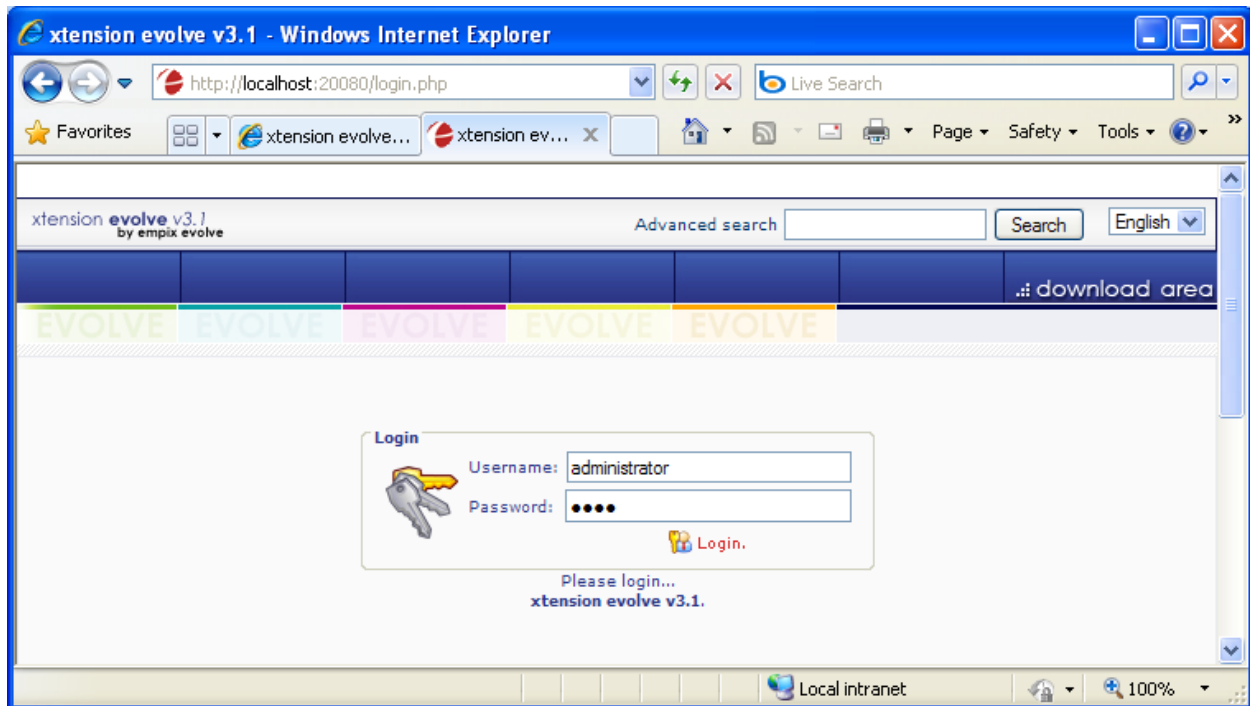 xtension evolve v3.1 - Windows Internet Explorer
http://localhost:20080/login.php
Live Search
Favorites
xtension evolve...
xtension ev...
Page
Safety
Tools
xtension evolve v3.1
by empix evolve
Advanced search
Search
English
.:: download area
EVOLVE EVOLVE EVOLVE EVOLVE EVOLVE
Login
Username: administrator
Password: ●●●●
Login.
Please login...
xtension evolve v3.1.
Local intranet
100%